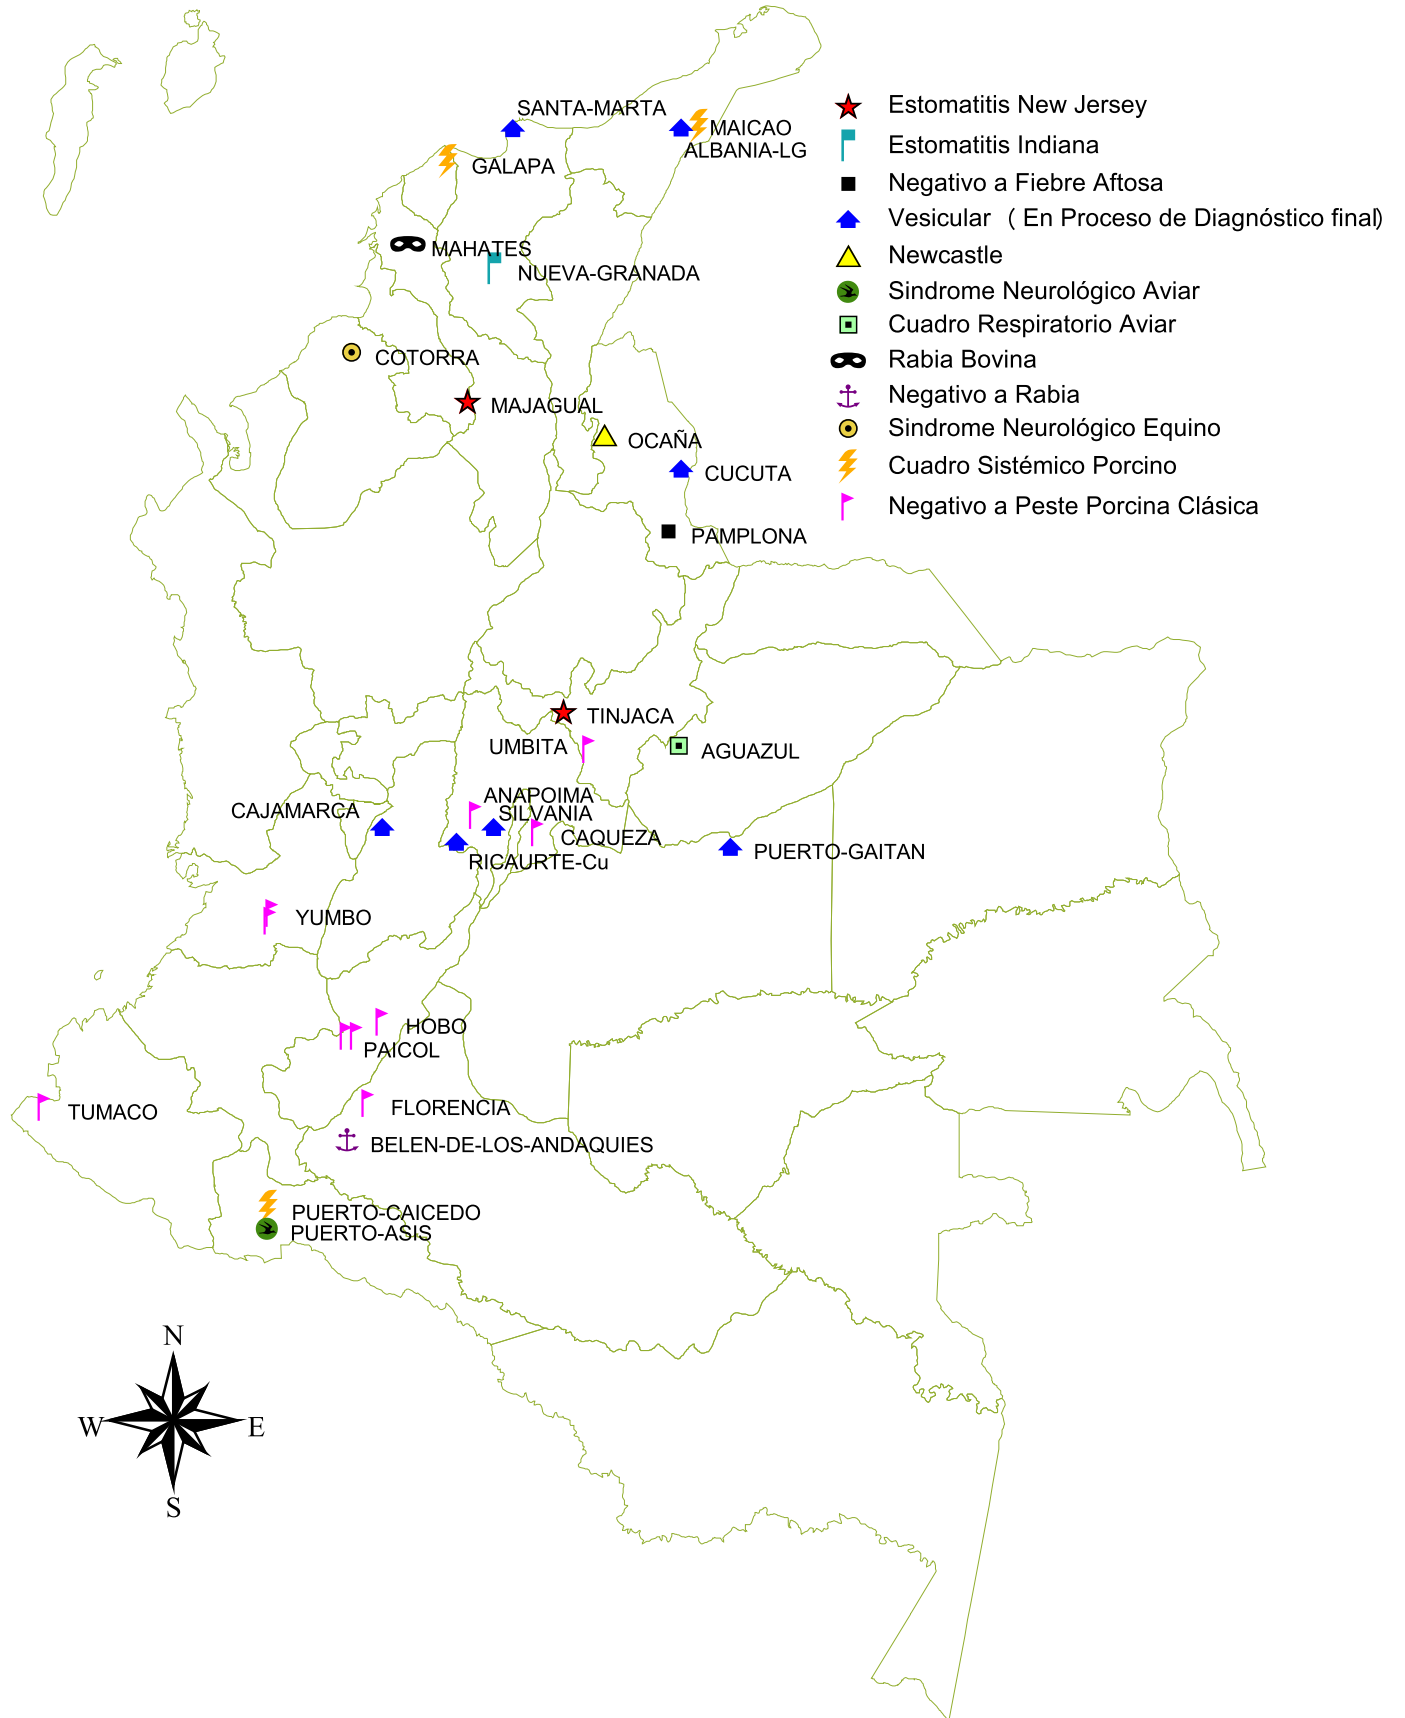 SANTA-MARTA
MAICAO
ALBANIA-LG
GALAPA
MAHATES
NUEVA-GRANADA
COTORRA
MAJAGUAL
OCAÑA
CUCUTA
PAMPLONA
TINJACA
UMBITA
AGUAZUL
ANAPOIMA
CAJAMARCA
SILVANIA
CAQUEZA
RICAURTE-Cu
PUERTO-GAITAN
YUMBO
HOBO
PAICOL
FLORENCIA
TUMACO
BELEN-DE-LOS-ANDAQUIES
PUERTO-CAICEDO
PUERTO-ASIS
Estomatitis New Jersey
Estomatitis Indiana
Negativo a Fiebre Aftosa
Vesicular ( En Proceso de Diagnóstico final)
Newcastle
Sindrome Neurológico Aviar
Cuadro Respiratorio Aviar
Rabia Bovina
Negativo a Rabia
Sindrome Neurológico Equino
Cuadro Sistémico Porcino
Negativo a Peste Porcina Clásica
N
W
E
S